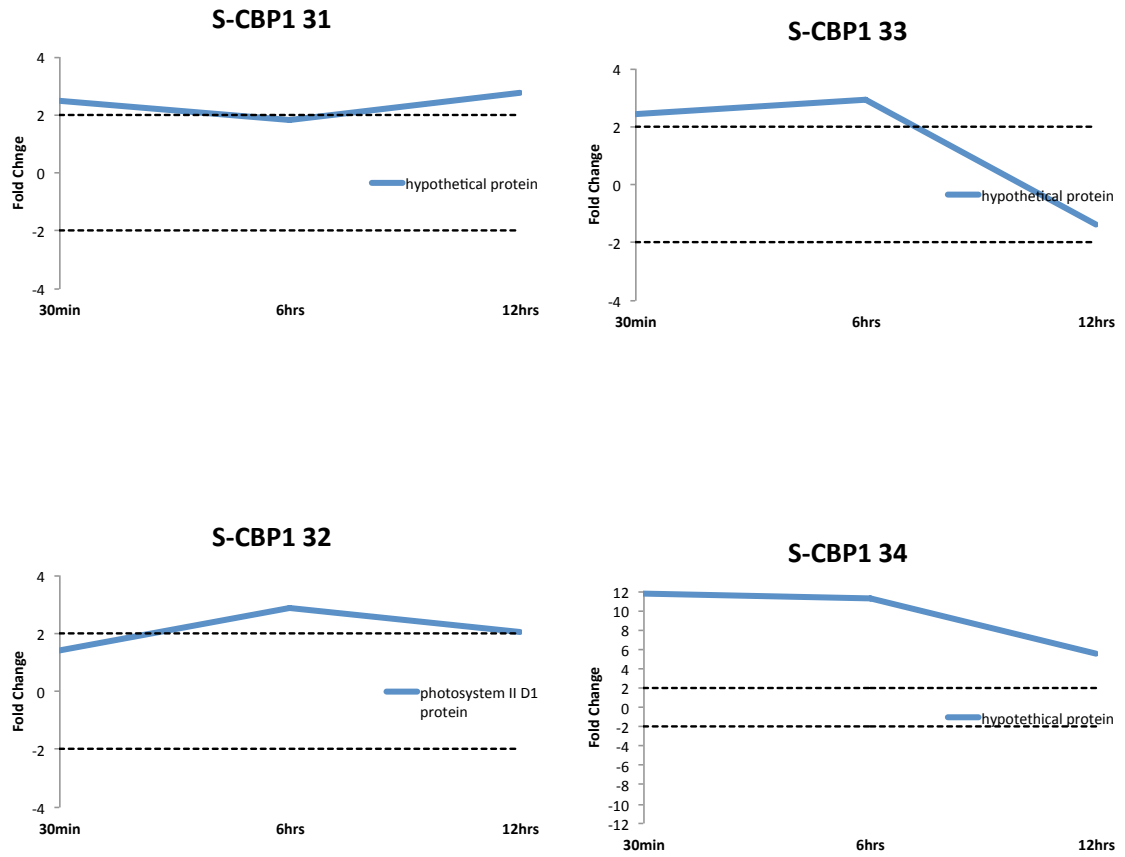 S-CBP1 31
Fold Chnge
4
2
0
-2
-4
30min 6hrs 12hrs
hypothetical protein
S-CBP1 33
Fold Change
4
2
0
-2
-4
30min 6hrs 12hrs
hypothetical protein
S-CBP1 32
Fold Change
4
2
0
-2
-4
30min 6hrs 12hrs
photosystem II D1
protein
S-CBP1 34
Fold Change
12
10
8
6
4
2
0
-2
-4
-6
-8
-10
-12
30min 6hrs 12hrs
hypotethical protein